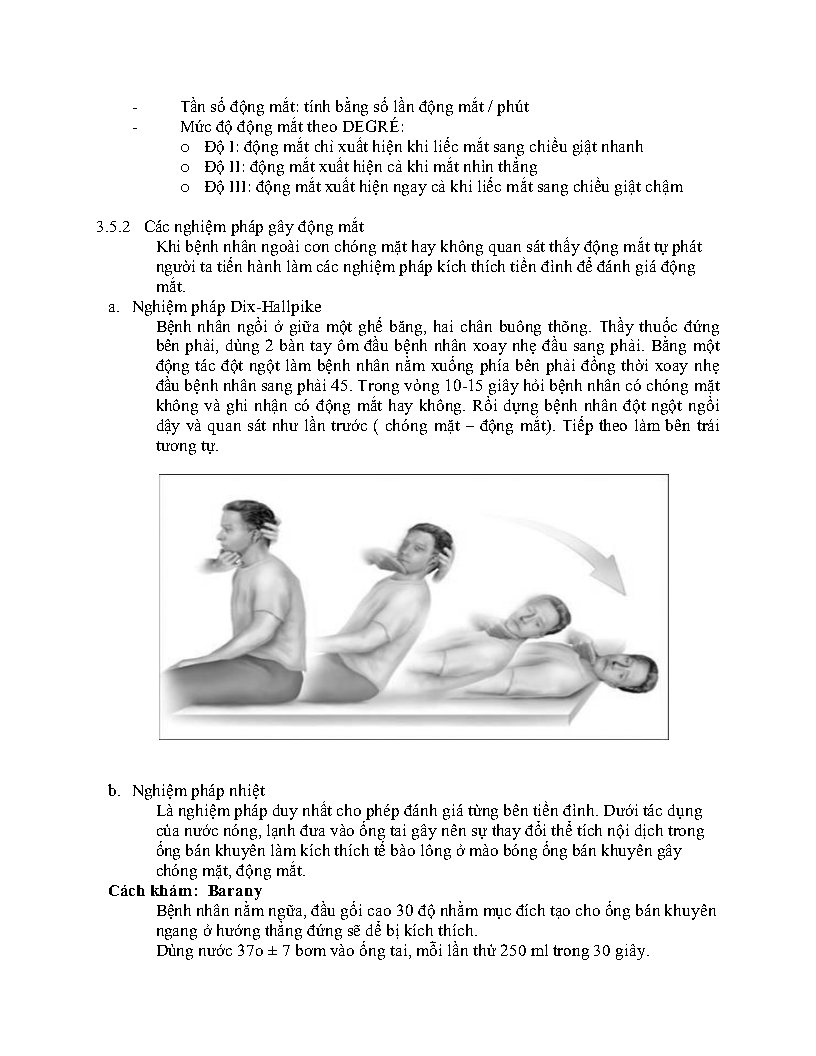 - Tần số động mắt: tính bằng số lần động mắt / phút
- Mức độ động mắt theo DEGRÉ:
o Độ I: động mắt chỉ xuất hiện khi liếc mắt sang chiều giật nhanh
o Độ II: động mắt xuất hiện cả khi mắt nhìn thẳng
o Độ III: động mắt xuất hiện ngay cả khi liếc mắt sang chiều giật chậm
3.5.2 Các nghiệm pháp gây động mắt
Khi bệnh nhân ngoài cơn chóng mặt hay không quan sát thấy động mắt tự phát
người ta tiến hành làm các nghiệm pháp kích thích tiền đình để đánh giá động
mắt.
a. Nghiệm pháp Dix-Hallpike
Bệnh nhân ngồi ở giữa một ghế băng, hai chân buông thõng. Thầy thuốc đứng
bên phải, dùng 2 bàn tay ôm đầu bệnh nhân xoay nhẹ đầu sang phải. Bằng một
động tác đột ngột làm bệnh nhân nằm xuống phía bên phải đồng thời xoay nhẹ
đầu bệnh nhân sang phải 45. Trong vòng 10-15 giây hỏi bệnh nhân có chóng mặt
không và ghi nhận có động mắt hay không. Rồi dựng bệnh nhân đột ngột ngồi
dậy và quan sát như lần trước ( chóng mặt – động mắt). Tiếp theo làm bên trái
tương tự.
b. Nghiệm pháp nhiệt
Là nghiệm pháp duy nhất cho phép đánh giá từng bên tiền đình. Dưới tác dụng
của nước nóng, lạnh đưa vào ống tai gây nên sự thay đổi thể tích nội dịch trong
ống bán khuyên làm kích thích tế bào lông ở mào bóng ống bán khuyên gây
chóng mặt, động mắt.
Cách khám: Barany
Bệnh nhân nằm ngữa, đầu gối cao 30 độ nhằm mục đích tạo cho ống bán khuyên
ngang ở hướng thẳng đứng sẽ dể bị kích thích.
Dùng nước 37o ± 7 bơm vào ống tai, mỗi lần thử 250 ml trong 30 giây.